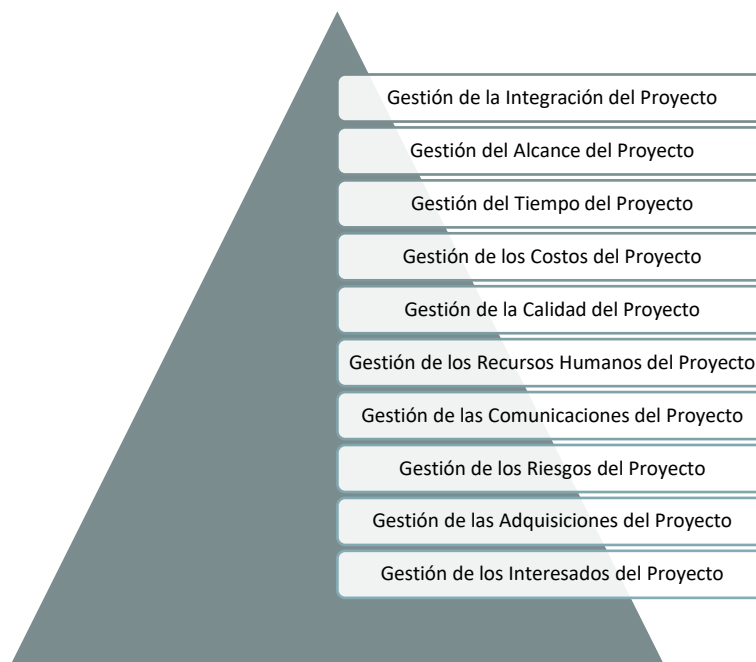 Gestión de la Integración del Proyecto
Gestión del Alcance del Proyecto
Gestión del Tiempo del Proyecto
Gestión de los Costos del Proyecto
Gestión de la Calidad del Proyecto
Gestión de los Recursos Humanos del Proyecto
Gestión de las Comunicaciones del Proyecto
Gestión de los Riesgos del Proyecto
Gestión de las Adquisiciones del Proyecto
Gestión de los Interesados del Proyecto